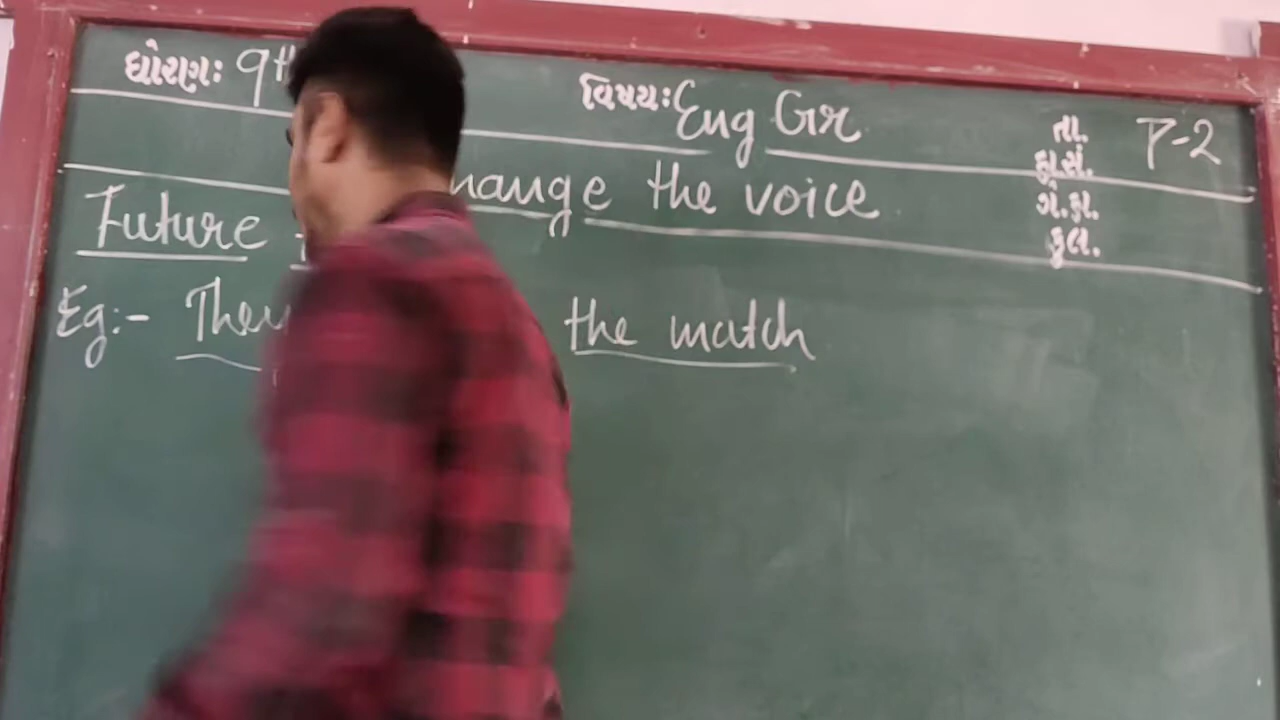 ધોરણ: 9th વિષય: Eng Gr
તા. P-2
હા.સં.
ગે.હા.
કુલ.
hange the voice
Future
Eg:- They the match